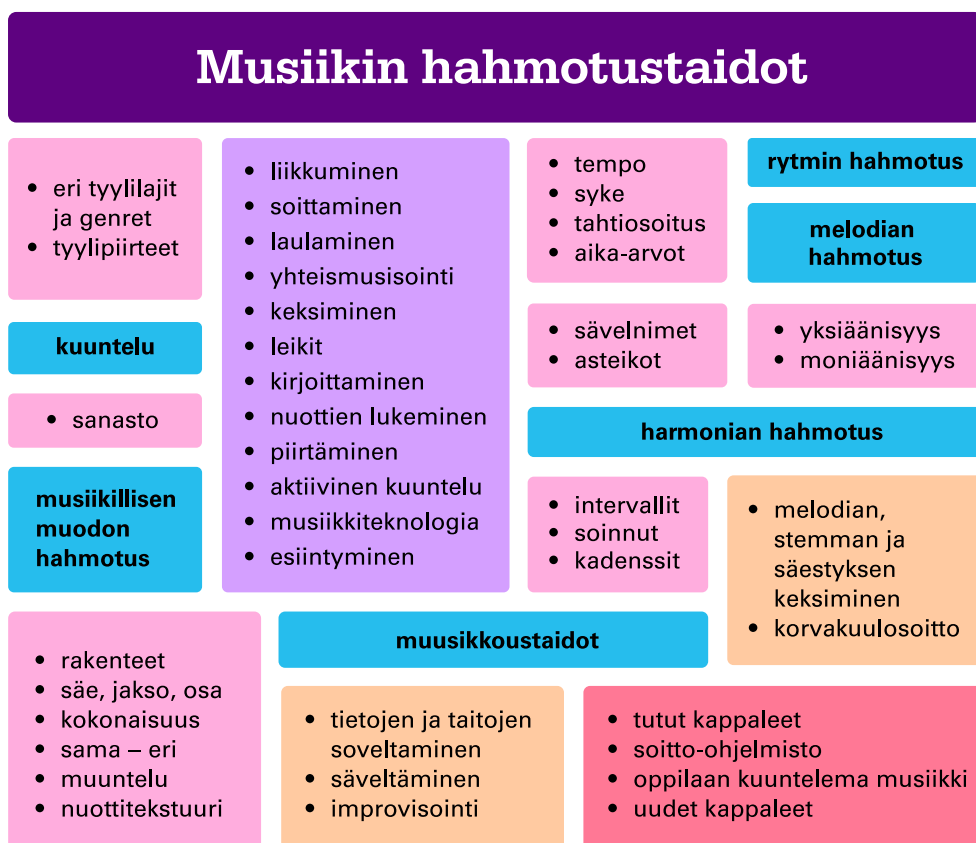 Musiikin hahmotustaidot
• eri tyylilajit
ja genret
• tyylipiirteet
kuuntelu
• sanasto
musiikillisen
muodon
hahmotus
• liikkuminen
• soittaminen
• laulaminen
• yhteismusisointi
• keksiminen
• leikit
• kirjoittaminen
• nuottien lukeminen
• piirtäminen
• aktiivinen kuuntelu
• musiikkiteknologia
• esiintyminen
• tempo
• syke
• tahtiosoitus
• aika-arvot
rytmin hahmotus
melodian
hahmotus
• sävelnimet
• asteikot
• yksiäänisyys
• moniäänisyys
harmonian hahmotus
• intervallit
• soinnut
• kadenssit
• melodian,
stemman ja
säestyksen
keksiminen
• korvakuulosoitto
• rakenteet
• säe, jakso, osa
• kokonaisuus
• sama – eri
• muuntelu
• nuottitekstuuri
muusikkoustaidot
• tietojen ja taitojen
soveltaminen
• säveltäminen
• improvisointi
• tutut kappaleet
• soitto-ohjelmisto
• oppilaan kuuntelema musiikki
• uudet kappaleet